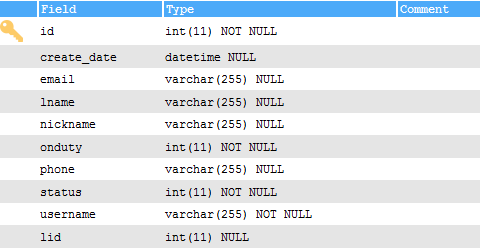 Field Type Comment
id int(11) NOT NULL
create_date datetime NULL
email varchar(255) NULL
lname varchar(255) NULL
nickname varchar(255) NULL
onduty int(11) NOT NULL
phone varchar(255) NULL
status int(11) NOT NULL
username varchar(255) NOT NULL
lid int(11) NULL